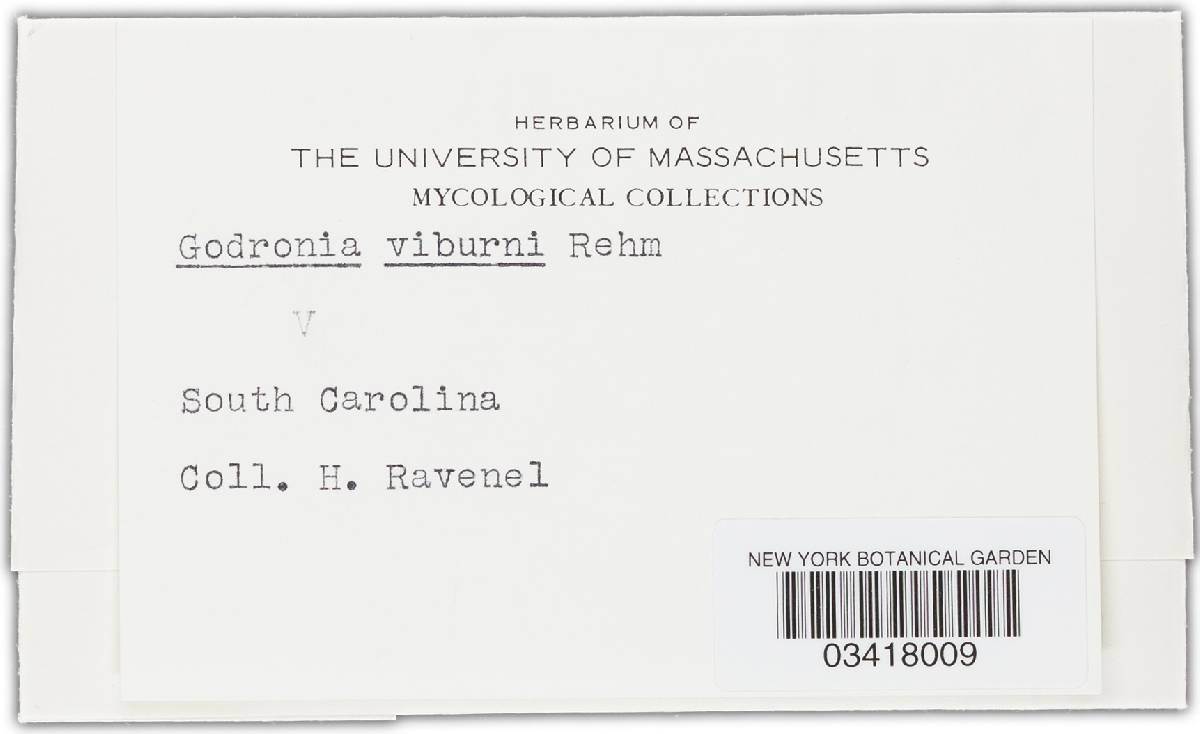 HERBARIUM OF
THE UNIVERSITY OF MASSACHUSETTS
MYCOLOGICAL COLLECTIONS
Godronia viburni Rehm
V
South Carolina
Coll. H. Ravenel
NEW YORK BOTANICAL GARDEN
03418009